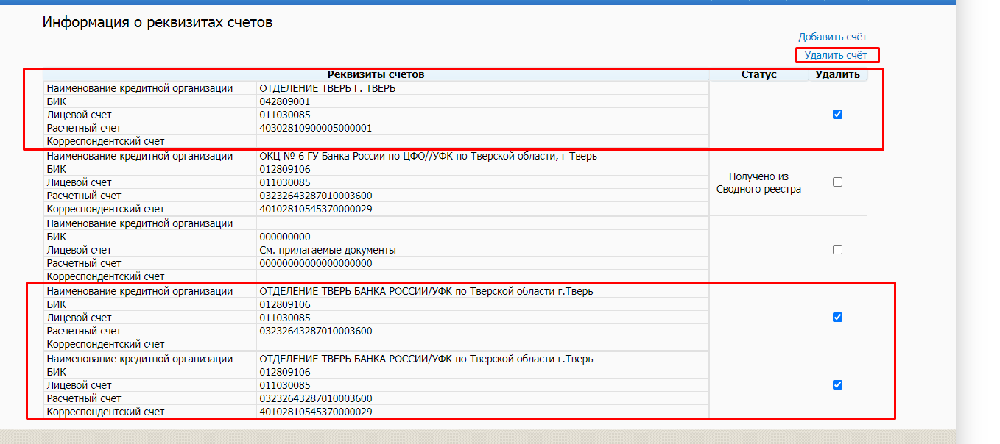 Информация о реквизитах счетов
Добавить счёт
Удалить счёт
Реквизиты счетов Статус Удалить
Наименование кредитной организации ОТДЕЛЕНИЕ ТВЕРЬ Г. ТВЕРЬ
БИК 042809001
Лицевой счет 011030085
Расчетный счет 40302810900005000001
Корреспондентский счет
Наименование кредитной организации ОКЦ № 6 ГУ Банка России по ЦФО//УФК по Тверской области, г Тверь
БИК 012809106
Лицевой счет 011030085
Расчетный счет 03232643287010003600
Корреспондентский счет 40102810545370000029
Получено из
Сводного реестра
Наименование кредитной организации
БИК 000000000
Лицевой счет См. прилагаемые документы
Расчетный счет 00000000000000000000
Корреспондентский счет
Наименование кредитной организации ОТДЕЛЕНИЕ ТВЕРЬ БАНКА РОССИИ/УФК по Тверской области г.Тверь
БИК 012809106
Лицевой счет 011030085
Расчетный счет 03232643287010003600
Корреспондентский счет
Наименование кредитной организации ОТДЕЛЕНИЕ ТВЕРЬ БАНКА РОССИИ/УФК по Тверской области г.Тверь
БИК 012809106
Лицевой счет 011030085
Расчетный счет 03232643287010003600
Корреспондентский счет 40102810545370000029